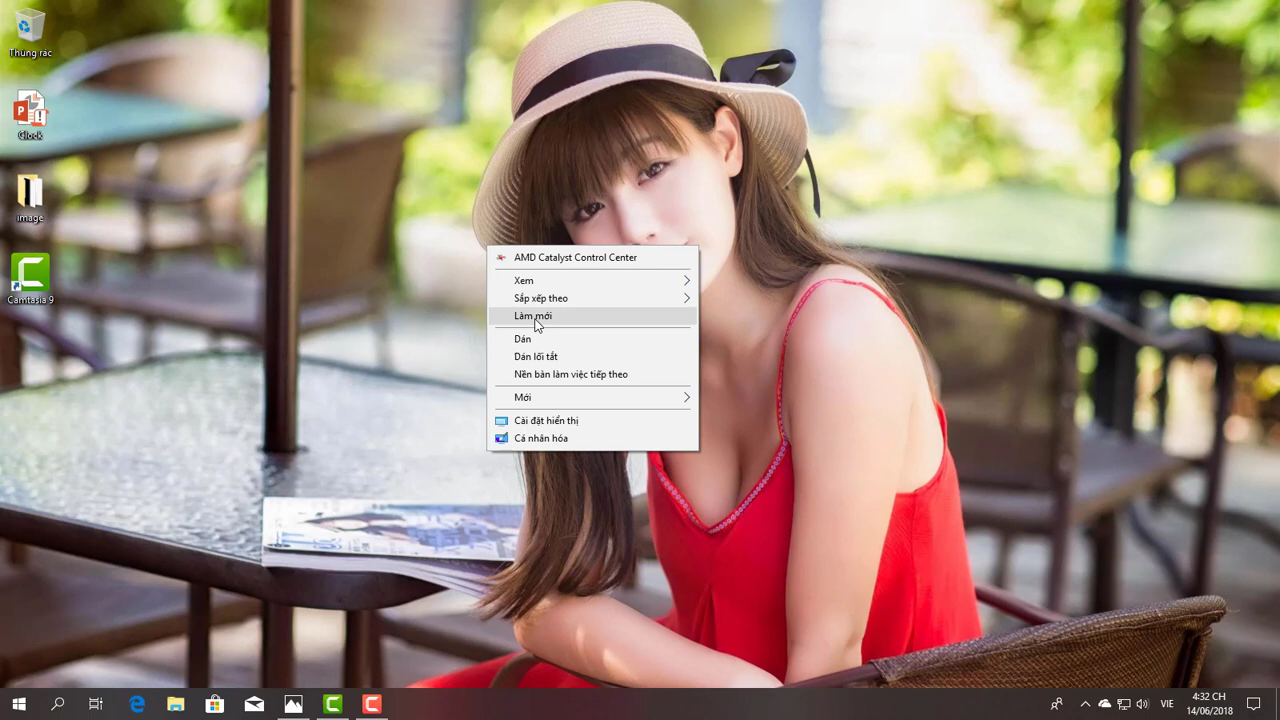 Thùng rác
Clock
image
Camtasia 9
AMD Catalyst Control Center
Xem
Sắp xếp theo
Làm mới
Dán
Dán lối tắt
Nền bàn làm việc tiếp theo
Mới
Cài đặt hiển thị
Cá nhân hóa
VIE
4:32 CH
14/06/2018